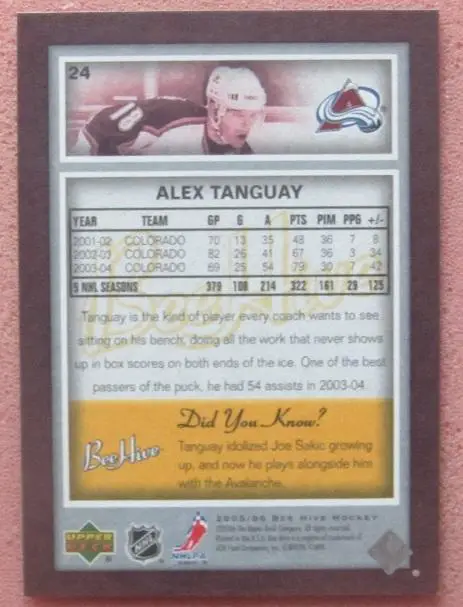 24
18
ALEX TANGUAY
YEAR TEAM GP G A PTS PIM PPG +/-
2001-02 COLORADO 70 13 35 48 36 7 8
2002-03 COLORADO 82 26 41 67 36 3 34
2003-04 COLORADO 69 25 54 79 30 7 42
5 NHL SEASONS 379 108 214 322 161 29 125
Tanguay is the kind of player every coach wants to see
sitting on his bench, doing all the work that never shows
up in box scores on both ends of the ice. One of the best
passers of the puck, he had 54 assists in 2003-04.
Did You Know?
BeeHive
Tanguay idolized Joe Sakic growing
up, and now he plays alongside him
with the Avalanche.
2005/06 Bee Hive Hockey
UPPER DECK
NHL
NHLPA